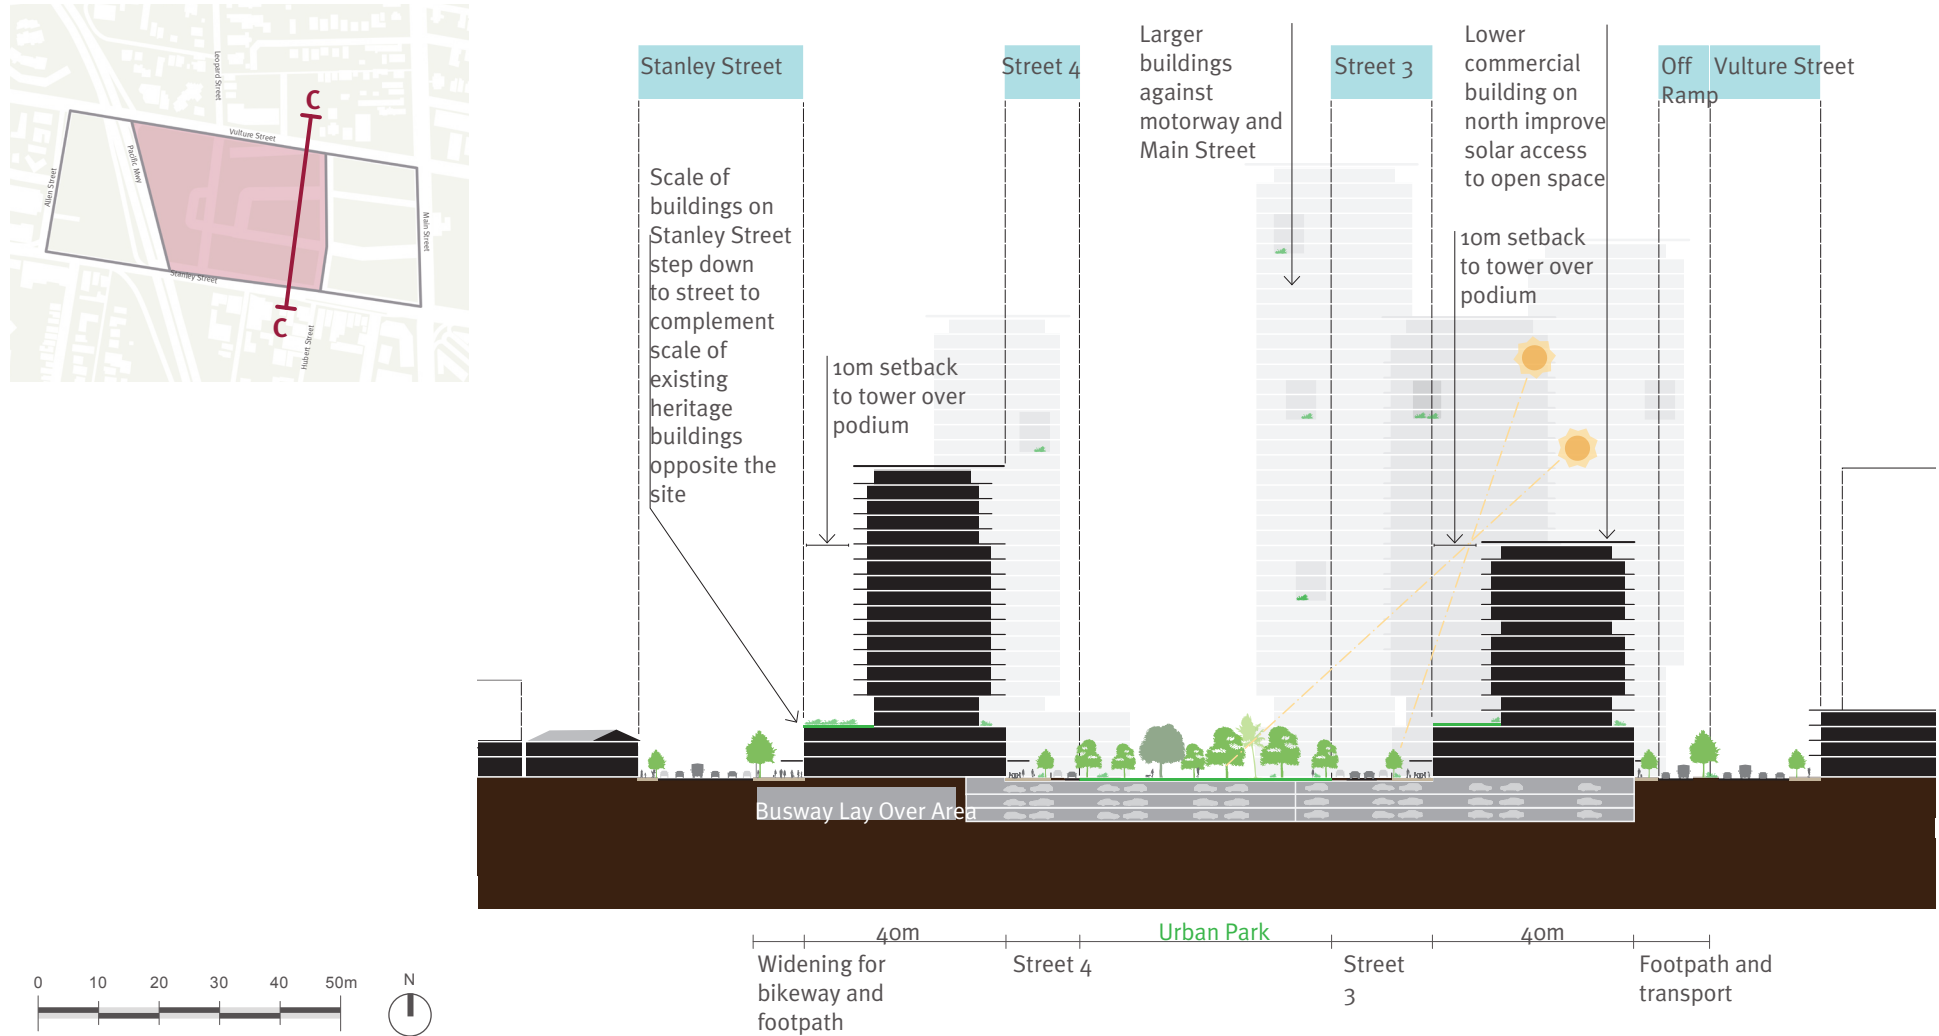 Leopard Street
C
Vulture Street
Pacific Mwy
Allen Street
Main Street
Stanley Street
C
Hubert Street
Stanley Street
Street 4
Street 3
Off
Ramp
Vulture Street
Larger
buildings
against
motorway and
Main Street
Lower
commercial
building on
north improve
solar access
to open space
Scale of
buildings on
Stanley Street
step down
to street to
complement
scale of
existing
heritage
buildings
opposite the
site
10m setback
to tower over
podium
10m setback
to tower over
podium
Busway Lay Over Area
40m
Urban Park
40m
Widening for
bikeway and
footpath
Street 4
Street
3
Footpath and
transport
0 10 20 30 40 50m
N